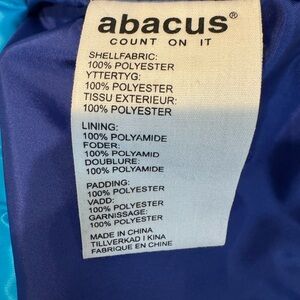 abacus®
COUNT ON IT
SHELLFABRIC:
100% POLYESTER
YTTERTYG:
100% POLYESTER
TISSU EXTERIEUR:
100% POLYESTER
LINING:
100% POLYAMIDE
FODER:
100% POLYAMID
DOUBLURE:
100% POLYAMIDE
PADDING:
100% POLYESTER
VADD:
100% POLYESTER
GARNISSAGE:
100% POLYESTER
MADE IN CHINA
TILLVERKAD I KINA
FABRIQUE EN CHINE